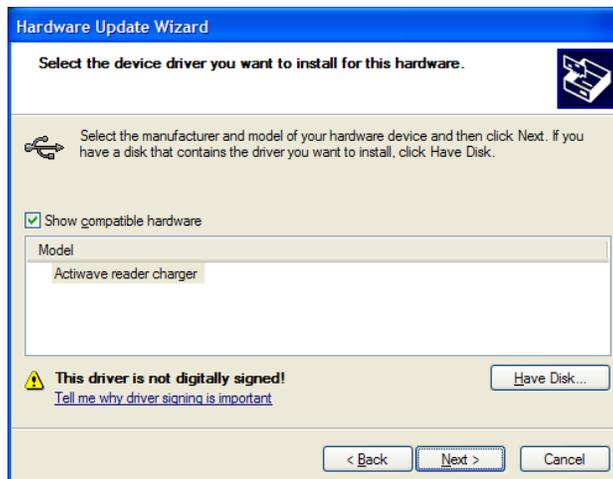 Hardware Update Wizard
Select the device driver you want to install for this hardware.
Select the manufacturer and model of your hardware device and then click Next. If you
have a disk that contains the driver you want to install, click Have Disk.
Show compatible hardware
Model
Actiwave reader charger
This driver is not digitally signed!
Have Disk...
Tell me why driver signing is important
< Back
Next >
Cancel